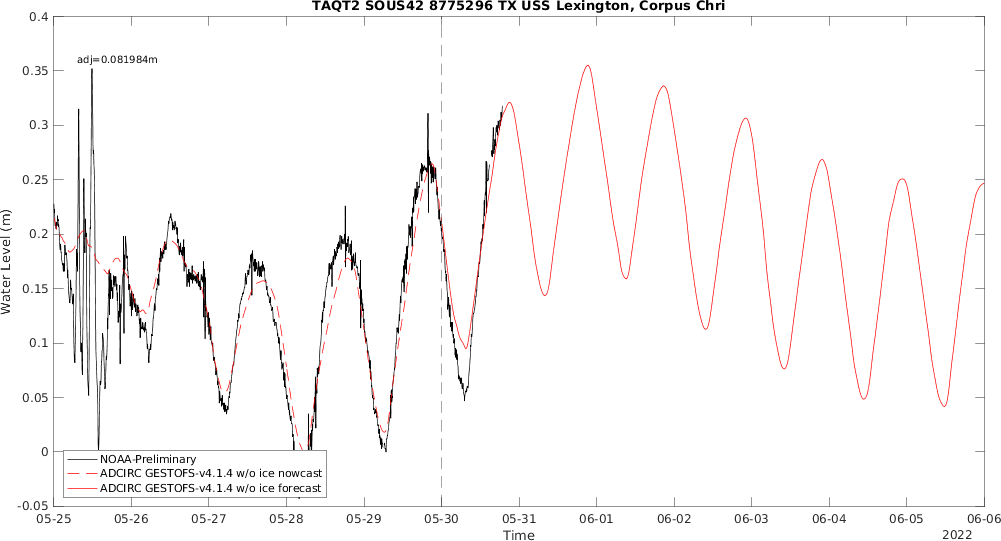 TAQT2 SOUS42 8775296 TX USS Lexington, Corpus Chri
adj=0.081984m
0.4
0.35
0.3
0.25
0.2
0.15
0.1
0.05
0
-0.05
Water Level (m)
NOAA-Preliminary
ADCIRC GESTOFS-v4.1.4 w/o ice nowcast
ADCIRC GESTOFS-v4.1.4 w/o ice forecast
05-25 05-26 05-27 05-28 05-29 05-30 05-31 06-01 06-02 06-03 06-04 06-05 06-06
Time
2022